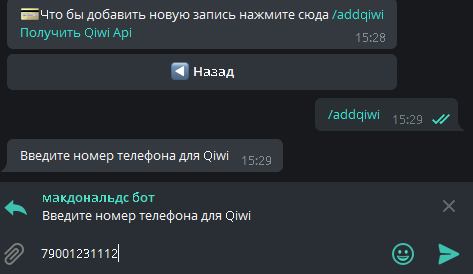 💳Что бы добавить новую запись нажмите сюда /addqiwi
Получить Qiwi Api
15:28
◀️ Назад
/addqiwi 15:29
Введите номер телефона для Qiwi 15:29
макдональдс бот
Введите номер телефона для Qiwi
79001231112